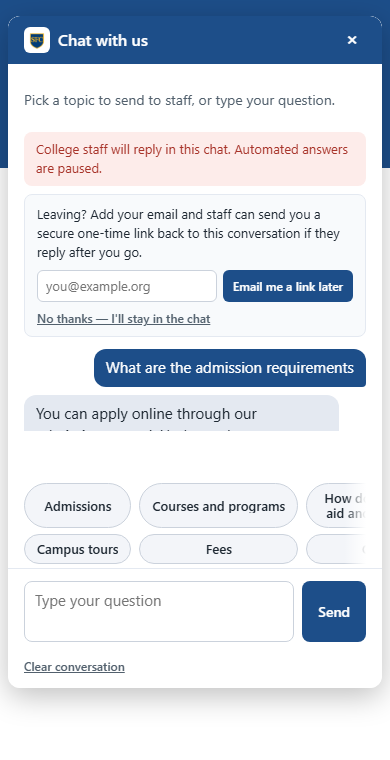 SFC
Chat with us
×
Pick a topic to send to staff, or type your question.
College staff will reply in this chat. Automated answers
are paused.
Leaving? Add your email and staff can send you a
secure one-time link back to this conversation if they
reply after you go.
you@example.org
Email me a link later
No thanks — I'll stay in the chat
What are the admission requirements
You can apply online through our
Admissions
Courses and programs
How d
aid an
Campus tours
Fees
Type your question
Send
Clear conversation